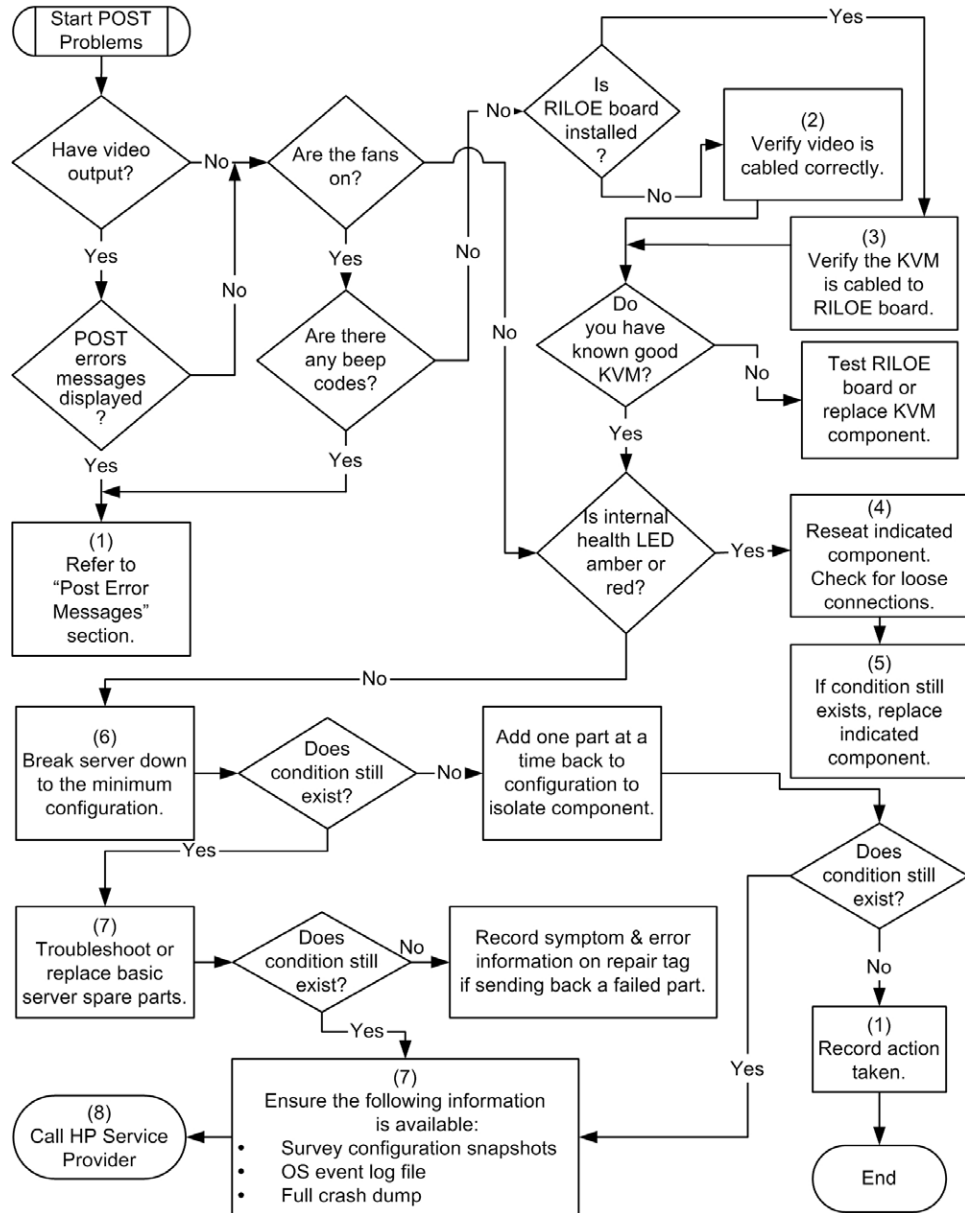 Start POST
Problems
Have video
output?
No
Yes
POST
errors
messages
displayed
?
No
Yes
(1)
Refer to
“Post Error
Messages”
section.
Are the fans
on?
Yes
No
Are there
any beep
codes?
Yes
No
Is
RILOE board
installed
?
Yes
No
(2)
Verify video is
cabled correctly.
(3)
Verify the KVM
is cabled to
RILOE board.
Do
you have
known good
KVM?
No
Yes
Test RILOE
board or
replace KVM
component.
Is internal
health LED
amber or
red?
Yes
No
(4)
Reseat indicated
component.
Check for loose
connections.
(5)
If condition still
exists, replace
indicated
component.
(6)
Break server down
to the minimum
configuration.
Does
condition still
exist?
No
Yes
Add one part at a
time back to
configuration to
isolate component.
Does
condition still
exist?
Yes
No
(1)
Record action
taken.
End
(7)
Troubleshoot or
replace basic
server spare parts.
Does
condition still
exist?
No
Yes
Record symptom & error
information on repair tag
if sending back a failed part.
(7)
Ensure the following information
is available:
• Survey configuration snapshots
• OS event log file
• Full crash dump
(8)
Call HP Service
Provider